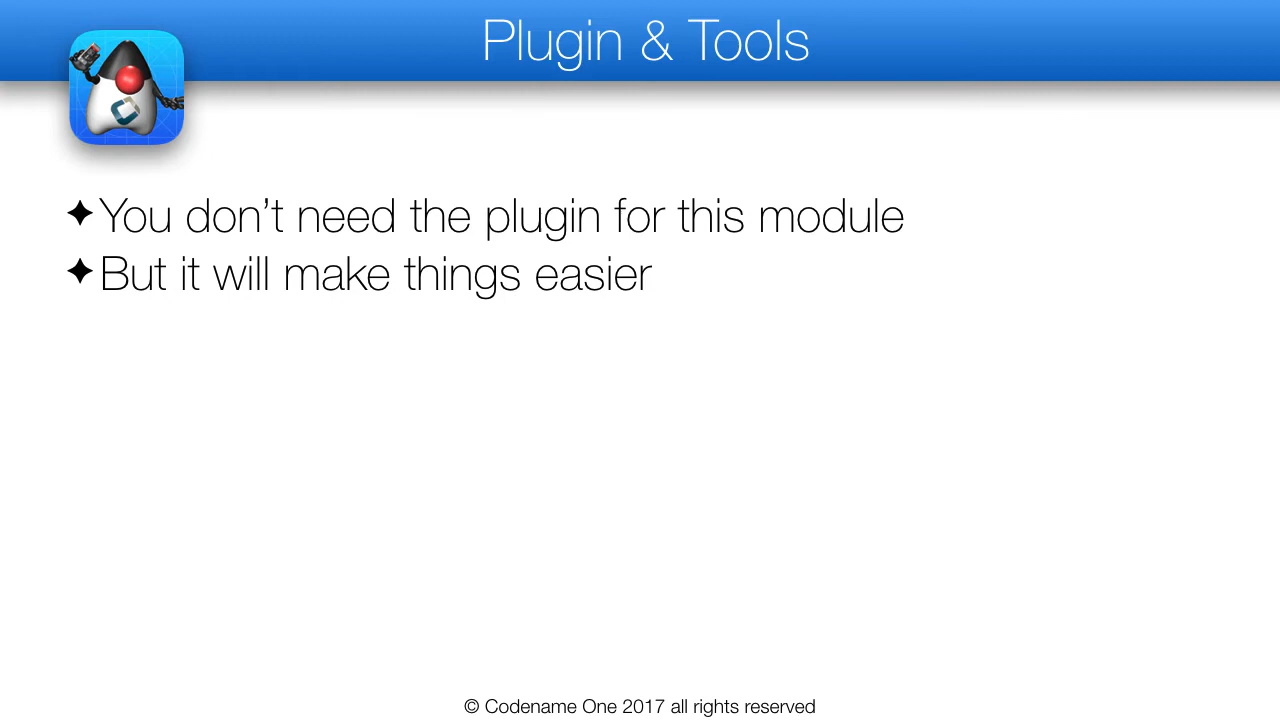 Plugin & Tools
✦You don’t need the plugin for this module
✦But it will make things easier
© Codename One 2017 all rights reserved